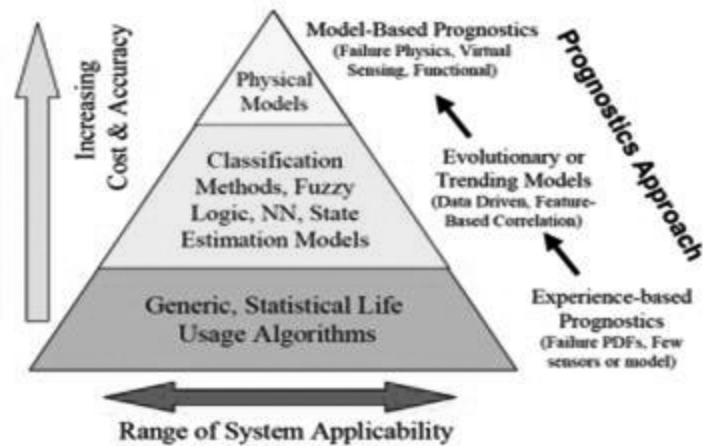 Increasing
Cost & Accuracy
Physical
Models
Classification
Methods, Fuzzy
Logic, NN, State
Estimation Models
Generic, Statistical Life
Usage Algorithms
Range of System Applicability
Model-Based Prognostics
(Failure Physics, Virtual
Sensing, Functional)
Evolutionary or
Trending Models
(Data Driven, Feature-
Based Correlation)
Experience-based
Prognostics
(Failure PDFs, Few
sensors or model)
Prognostics Approach